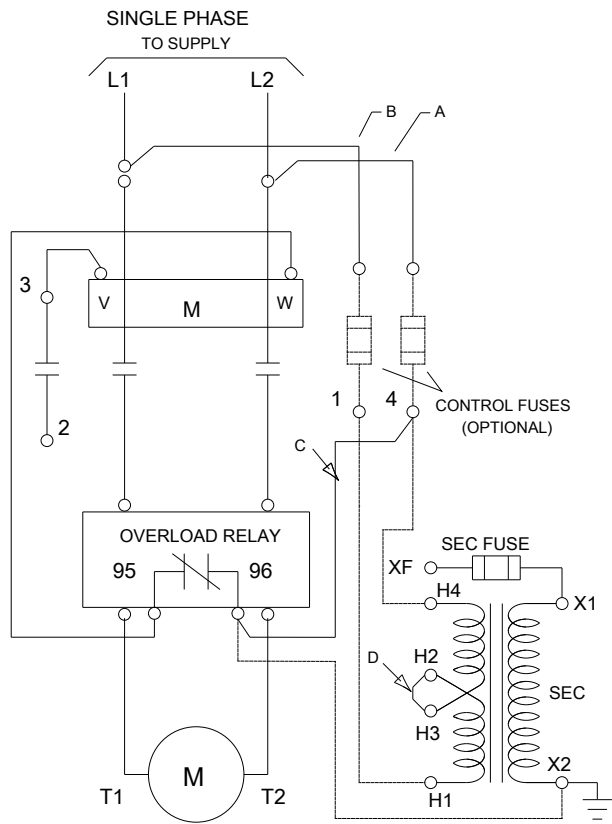 SINGLE PHASE
TO SUPPLY
L1 L2
B A
3
V M W
2
1 4
CONTROL FUSES
(OPTIONAL)
C
OVERLOAD RELAY
95 96
SEC FUSE
XF
H4 X1
D H2
SEC
H3
X2
H1
M
T1 T2